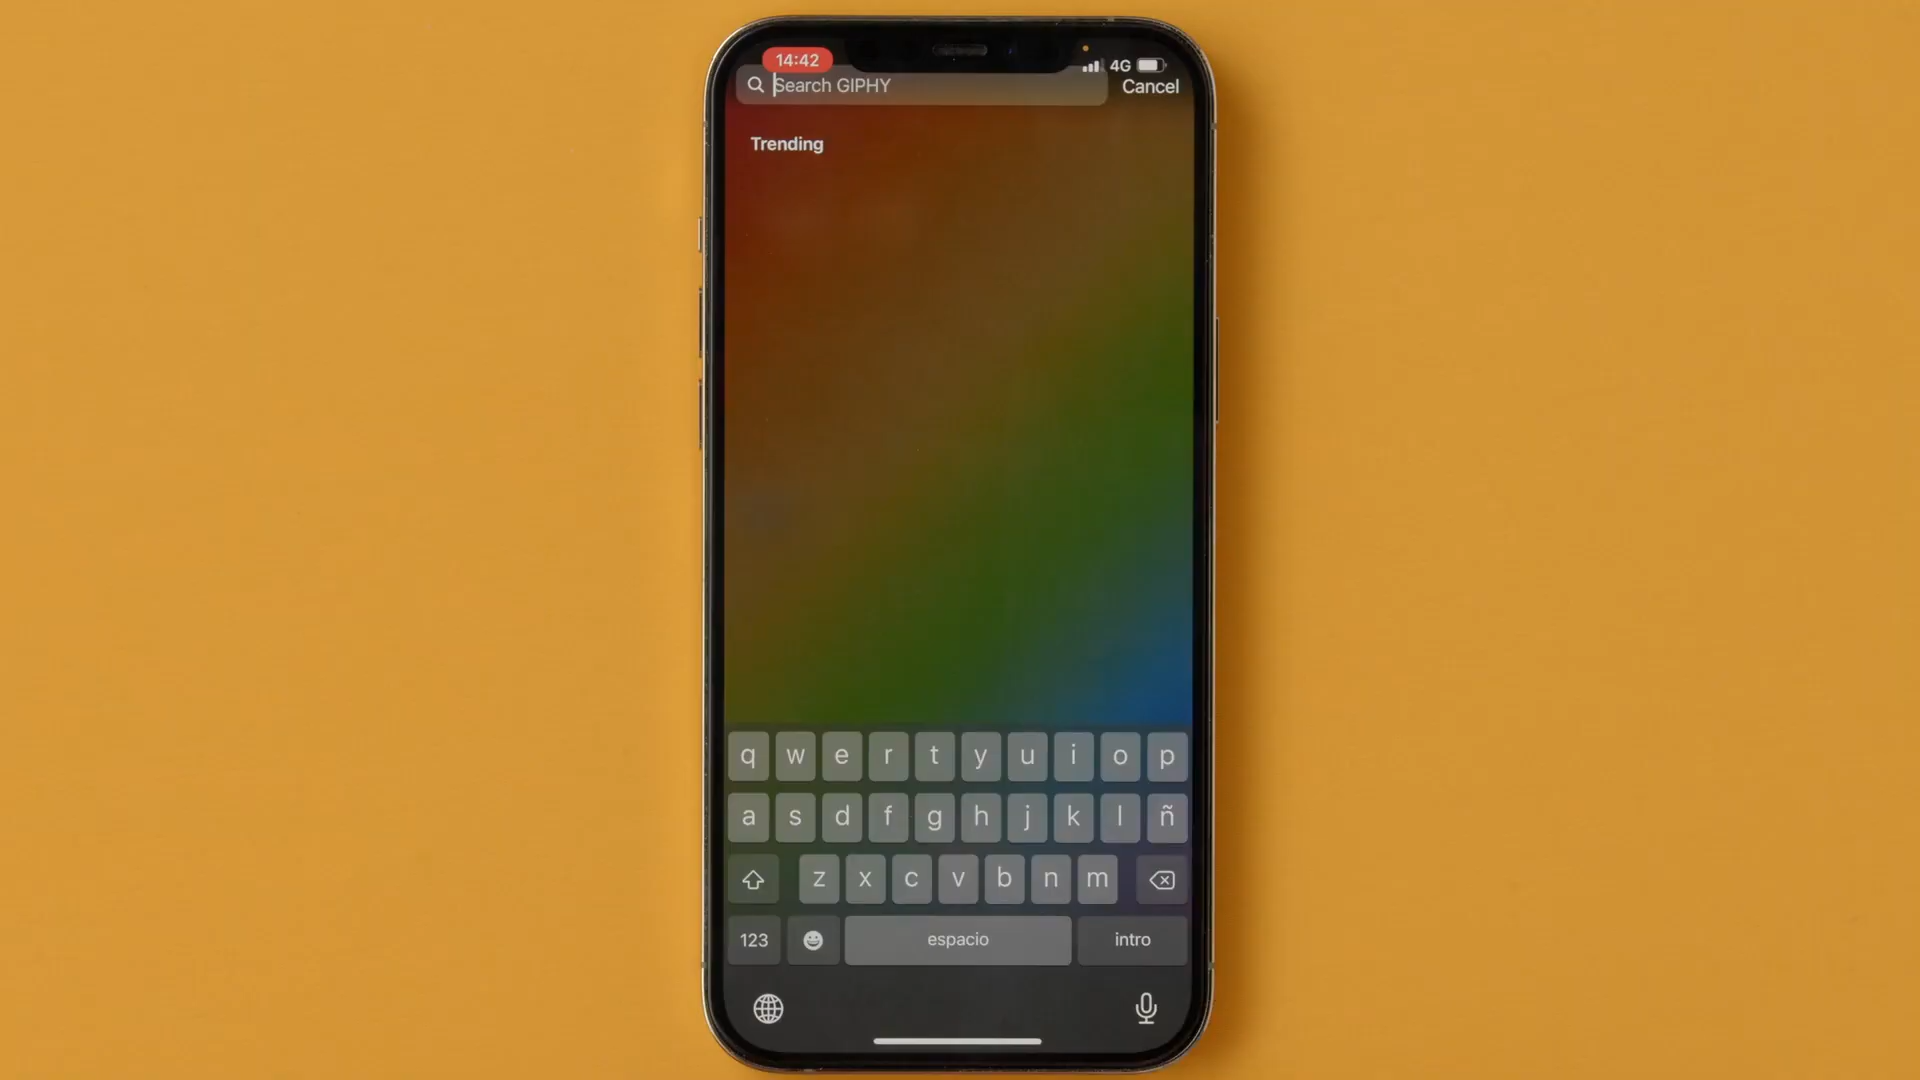 14:42
4G
Search GIPHY
Cancel
Trending
q w e r t y u i o p
a s d f g h j k l ñ
z x c v b n m
123 espacio intro